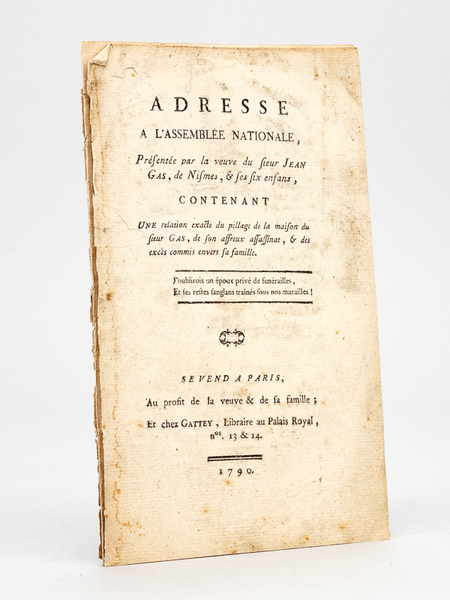 ADRESSE
A L'ASSEMBLÉE NATIONALE,
Préſentée par la veuve du ſieur JEAN
GAS, de Niſmes, & ſes ſix enfans,
CONTENANT
UNE relation exacte du pillage de la maiſon du
ſieur GAS, de ſon affreux aſſaſſinat, & des
excès commis envers ſa famille.
J'oublierois un époux privé de funérailles,
Et ſes reſtes ſanglans traînés ſous nos murailles !
SE VEND A PARIS,
Au profit de la veuve & de ſa famille ;
Et chez GATTEY, Libraire au Palais Royal,
nos. 13 & 14.
1790.